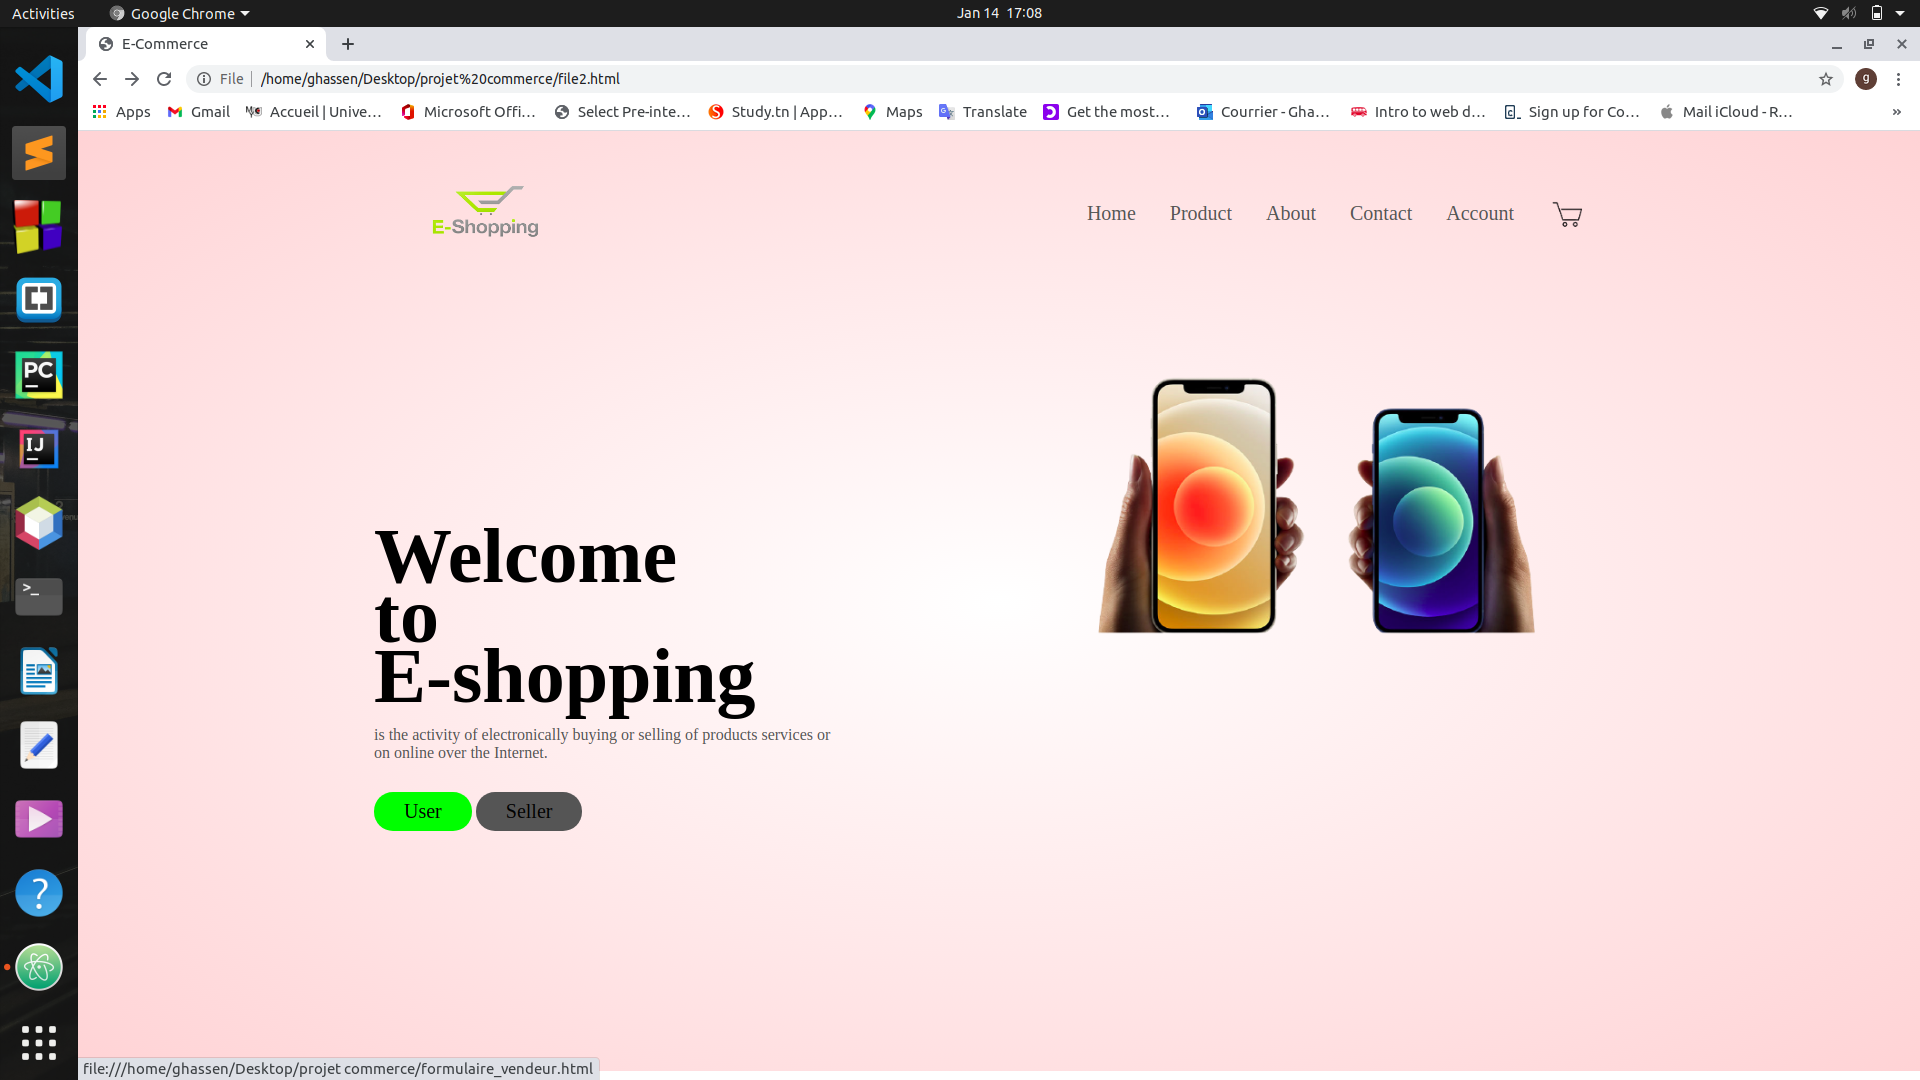 Activities
Google Chrome
Jan 14 17:08
E-Commerce
File
/home/ghassen/Desktop/projet%20commerce/file2.html
g
Apps
Gmail
Accueil | Unive...
Microsoft Offi...
Select Pre-inte...
Study.tn | App...
Maps
Translate
Get the most...
Courrier - Gha...
Intro to web d...
Sign up for Co...
Mail iCloud - R...
»
E-Shopping
Home
Product
About
Contact
Account
PC
IJ
>_
Welcome
to
E-shopping
is the activity of electronically buying or selling of products services or
on online over the Internet.
User
Seller
?
file:///home/ghassen/Desktop/projet commerce/formulaire_vendeur.html